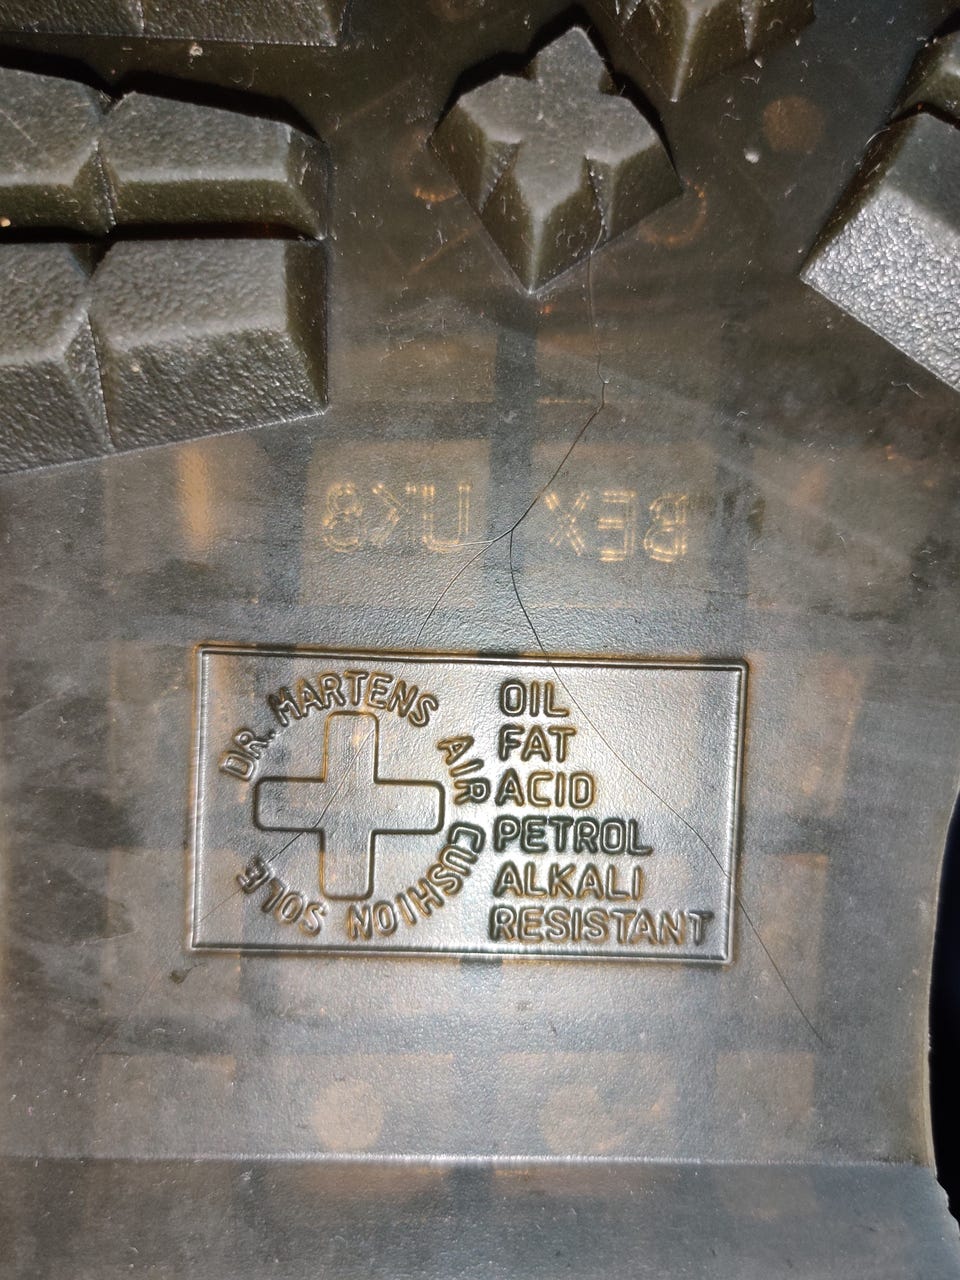 BEX UK8
DR. MARTENS AIR CUSHION SOLE
OIL
FAT
ACID
PETROL
ALKALI
RESISTANT